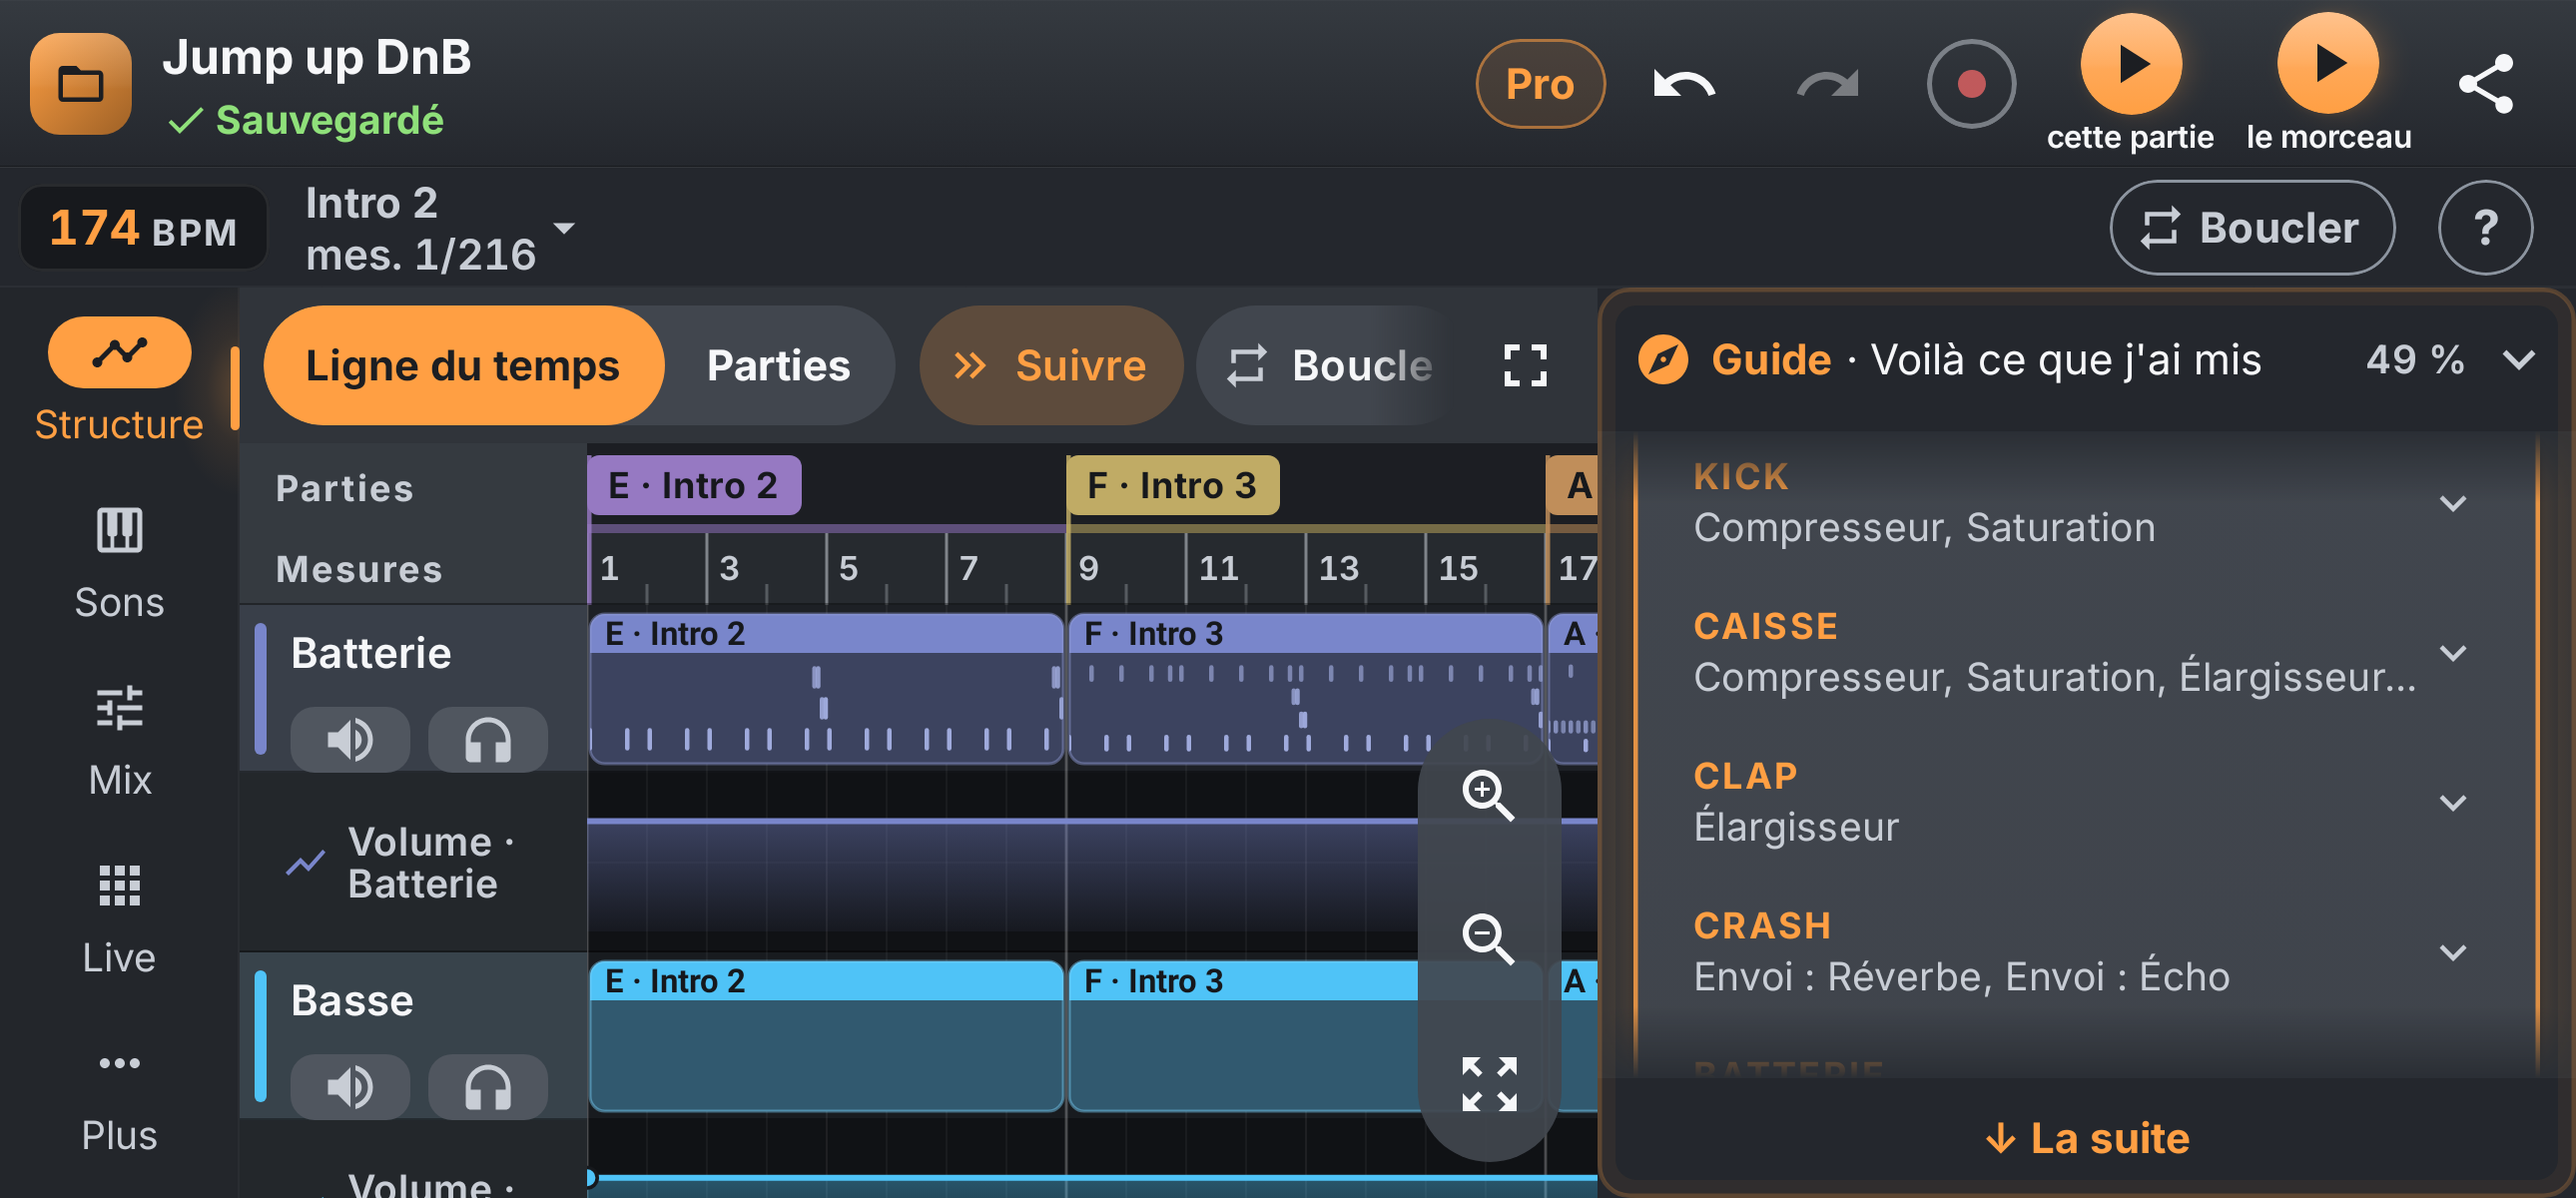 Jump up DnB
Sauvegardé
Pro
cette partie
le morceau
174 BPM
Intro 2
mes. 1/216
Boucler
?
Structure
Sons
Mix
Live
Plus
Ligne du temps
Parties
Suivre
Boucle
Parties
E · Intro 2
F · Intro 3
A
Mesures
1 3 5 7 9 11 13 15 17
Batterie
E · Intro 2
F · Intro 3
A ·
Volume ·
Batterie
Basse
E · Intro 2
F · Intro 3
A ·
Volume ·
Guide · Voilà ce que j'ai mis
49 %
KICK
Compresseur, Saturation
CAISSE
Compresseur, Saturation, Élargisseur...
CLAP
Élargisseur
CRASH
Envoi : Réverbe, Envoi : Écho
BATTERIE
La suite